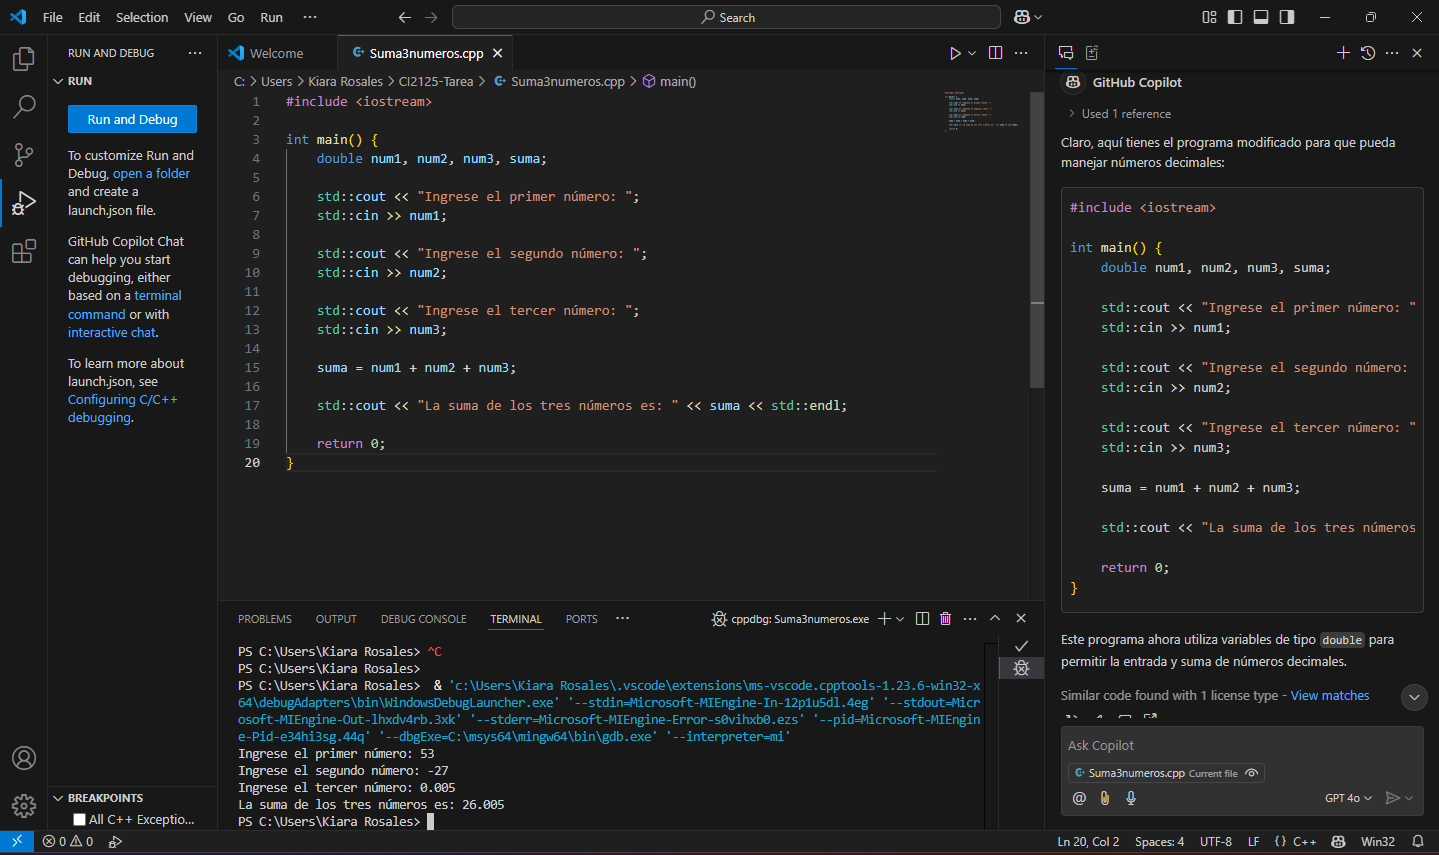 File Edit Selection View Go Run ··· Search
RUN AND DEBUG ···
RUN
Run and Debug
To customize Run and
Debug, open a folder
and create a
launch.json file.
GitHub Copilot Chat
can help you start
debugging, either
based on a terminal
command or with
interactive chat.
To learn more about
launch.json, see
Configuring C/C++
debugging.
BREAKPOINTS
All C++ Exceptio...
Welcome
Suma3numeros.cpp
C: > Users > Kiara Rosales > CI2125-Tarea > Suma3numeros.cpp > main()
1 #include <iostream>
2
3 int main() {
4 double num1, num2, num3, suma;
5
6 std::cout << "Ingrese el primer número: ";
7 std::cin >> num1;
8
9 std::cout << "Ingrese el segundo número: ";
10 std::cin >> num2;
11
12 std::cout << "Ingrese el tercer número: ";
13 std::cin >> num3;
14
15 suma = num1 + num2 + num3;
16
17 std::cout << "La suma de los tres números es: " << suma << std::endl;
18
19 return 0;
20 }
PROBLEMS OUTPUT DEBUG CONSOLE TERMINAL PORTS ··· cppdbg: Suma3numeros.exe
PS C:\Users\Kiara Rosales> ^C
PS C:\Users\Kiara Rosales>
PS C:\Users\Kiara Rosales>  & 'c:\Users\Kiara Rosales\.vscode\extensions\ms-vscode.cpptools-1.23.6-win32-x
64\debugAdapters\bin\WindowsDebugLauncher.exe' '--stdin=Microsoft-MIEngine-In-12p1u5dl.4eg' '--stdout=Micr
osoft-MIEngine-Out-lhxdv4rb.3xk' '--stderr=Microsoft-MIEngine-Error-s0vihxb0.ezs' '--pid=Microsoft-MIEngin
e-Pid-e34hi3sg.44q' '--dbgExe=C:\msys64\mingw64\bin\gdb.exe' '--interpreter=mi'
Ingrese el primer número: 53
Ingrese el segundo número: -27
Ingrese el tercer número: 0.005
La suma de los tres números es: 26.005
PS C:\Users\Kiara Rosales>
GitHub Copilot
Used 1 reference
Claro, aquí tienes el programa modificado para que pueda
manejar números decimales:
#include <iostream>
int main() {
double num1, num2, num3, suma;
std::cout << "Ingrese el primer número: "
std::cin >> num1;
std::cout << "Ingrese el segundo número:
std::cin >> num2;
std::cout << "Ingrese el tercer número: "
std::cin >> num3;
suma = num1 + num2 + num3;
std::cout << "La suma de los tres números
return 0;
}
Este programa ahora utiliza variables de tipo double para
permitir la entrada y suma de números decimales.
Similar code found with 1 license type - View matches
Ask Copilot
Suma3numeros.cpp Current file
@ GPT 4o
0 0
Ln 20, Col 2 Spaces: 4 UTF-8 LF {} C++ Win32